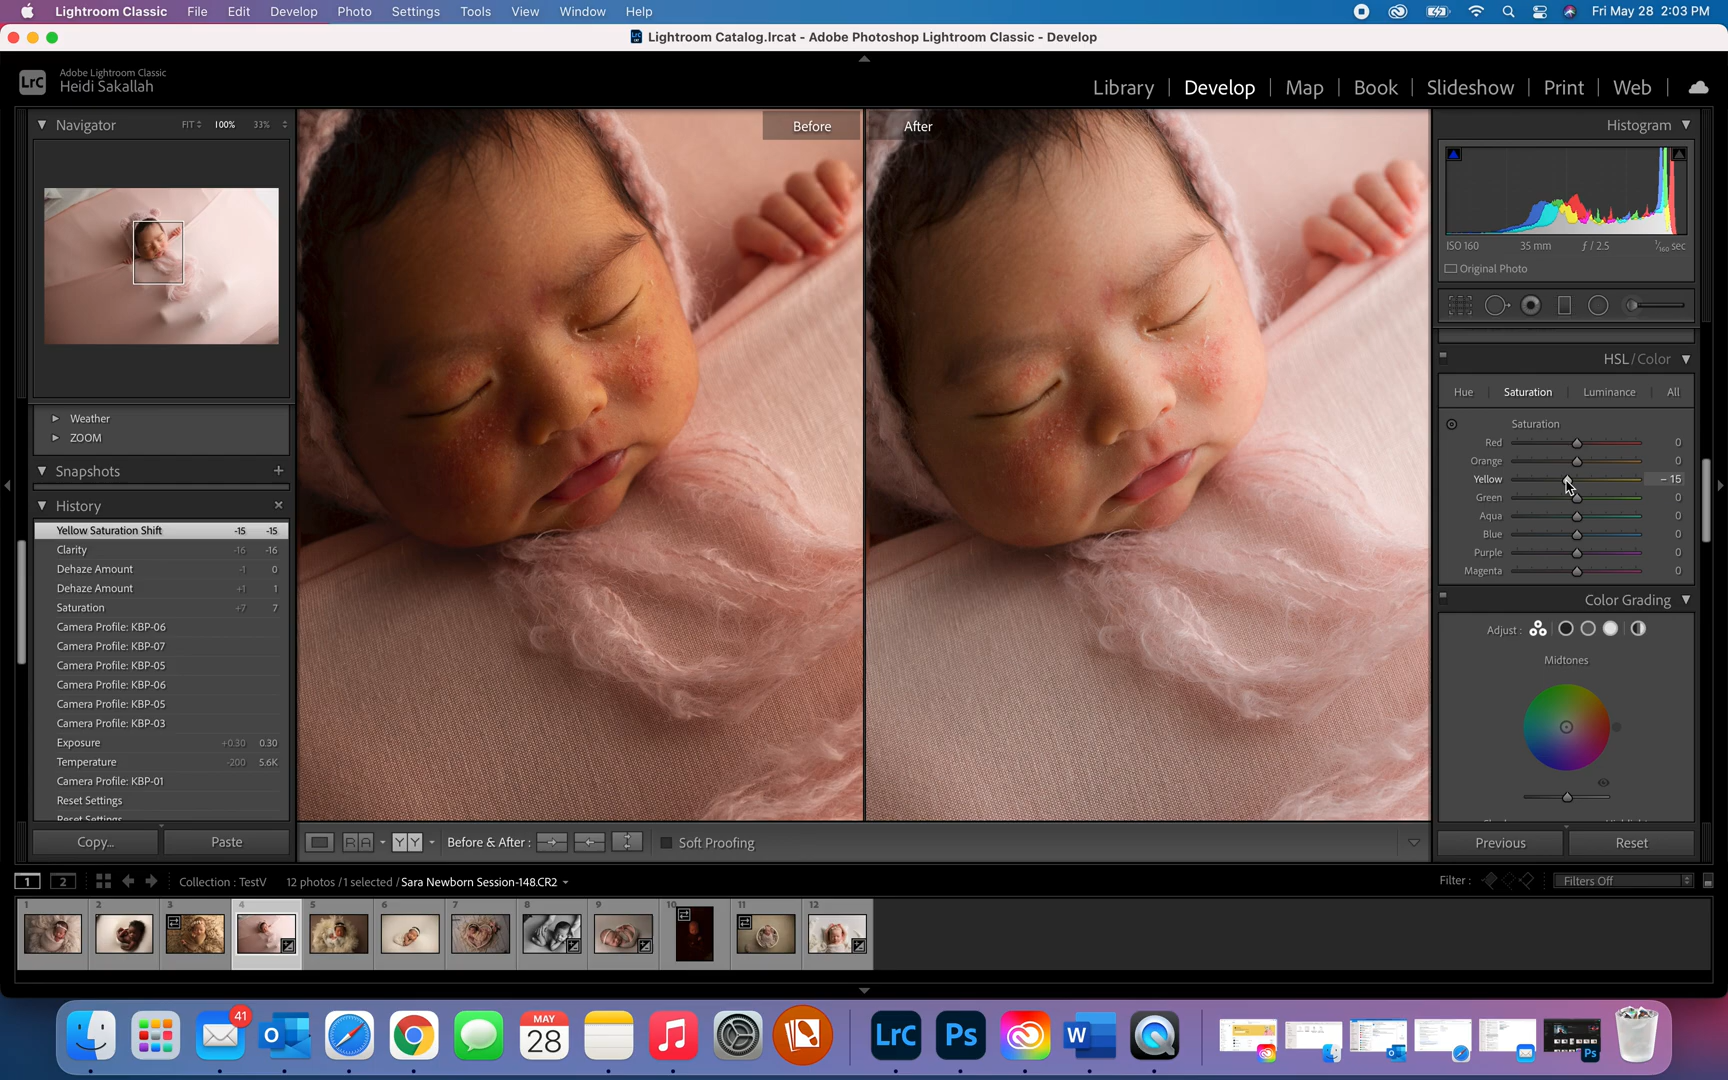 Lightroom Classic File Edit Develop Photo Settings Tools View Window Help Fri May 28 2:03 PM
Lightroom Catalog.lrcat - Adobe Photoshop Lightroom Classic - Develop
LrC Adobe Lightroom Classic
Heidi Sakallah
Library | Develop | Map | Book | Slideshow | Print | Web
Navigator FIT 100% 33%
Weather
ZOOM
Snapshots +
History ×
Yellow Saturation Shift -15 -15
Clarity -16 -16
Dehaze Amount -1 0
Dehaze Amount +1 1
Saturation +7 7
Camera Profile: KBP-06
Camera Profile: KBP-07
Camera Profile: KBP-05
Camera Profile: KBP-06
Camera Profile: KBP-05
Camera Profile: KBP-03
Exposure +0.30 0.30
Temperature -200 5.6K
Camera Profile: KBP-01
Reset Settings
Reset Settings
Copy... Paste
Before After
Histogram
ISO 160 35 mm ƒ / 2.5 1/160 sec
Original Photo
HSL / Color
Hue Saturation Luminance All
Saturation
Red 0
Orange 0
Yellow – 15
Green 0
Aqua 0
Blue 0
Purple 0
Magenta 0
Color Grading
Adjust :
Midtones
Previous Reset
R A Y Y Before & After : Soft Proofing
1 2 Collection : TestV 12 photos / 1 selected / Sara Newborn Session-148.CR2 Filter : Filters Off
1 2 3 4 5 6 7 8 9 10 11 12
41
MAY
28
LrC Ps W
Ps